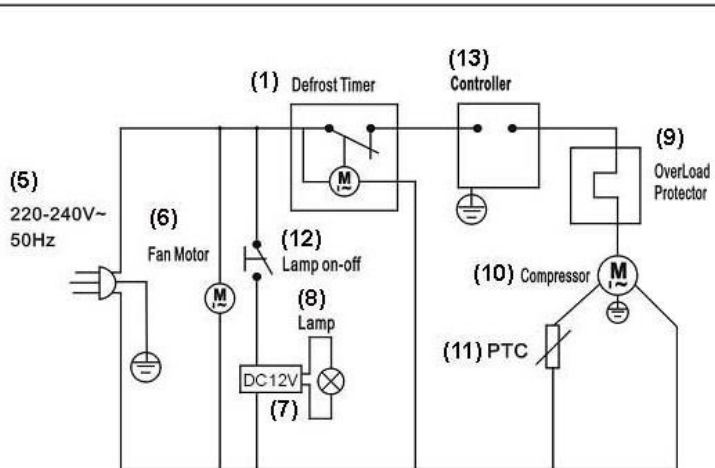 (1) Defrost Timer
(13)
Controller
(9)
OverLoad
Protector
(5)
220-240V~
50Hz
(6)
Fan Motor
M
~
M
~
(12)
Lamp on-off
(8)
Lamp
DC12V
(7)
(10) Compressor
M
~
(11) PTC